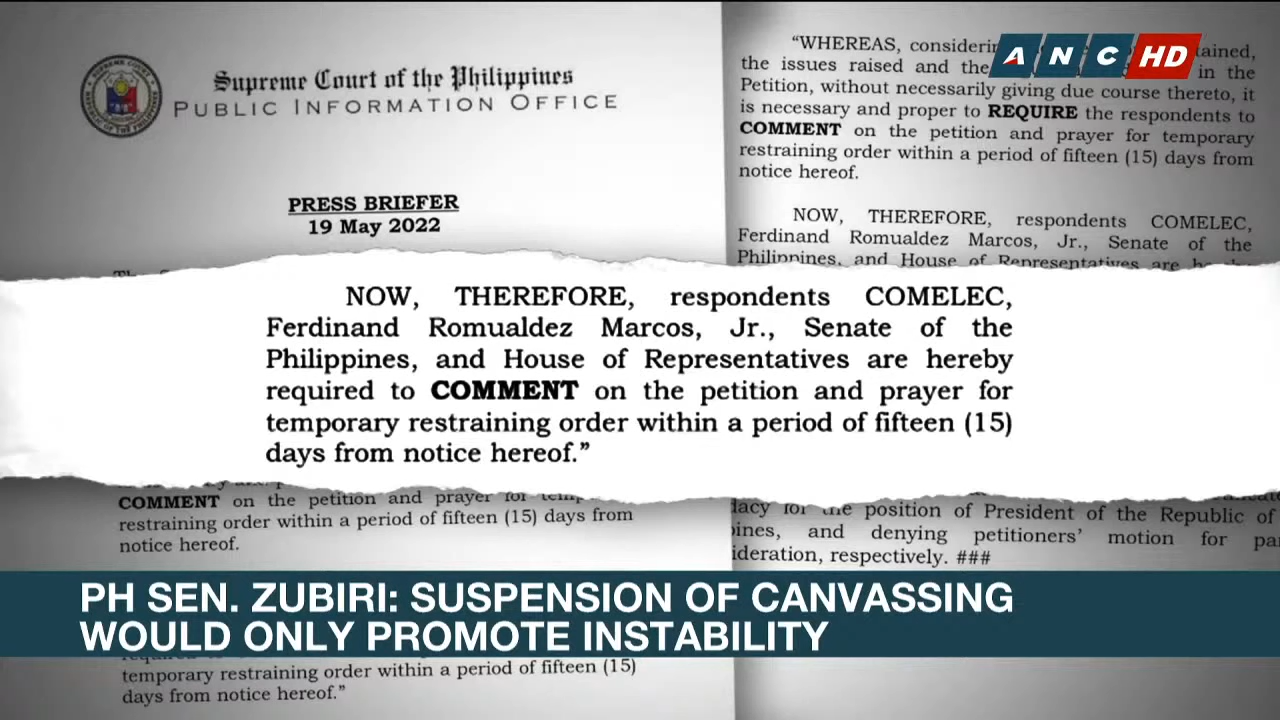 Supreme Court of the Philippines
PUBLIC INFORMATION OFFICE
PRESS BRIEFER
19 May 2022
COMMENT on the petition and prayer for
restraining order within a period of fifteen (15) days from
notice hereof.
temporary restraining order within a period of fifteen (15)
days from notice hereof.”
“WHEREAS,
the issues raised and the in the
Petition, without necessarily giving due course thereto, it
is necessary and proper to REQUIRE the respondents to
COMMENT on the petition and prayer for temporary
restraining order within a period of fifteen (15) days from
notice hereof.
NOW, THEREFORE, respondents COMELEC,
Ferdinand Romualdez Marcos, Jr., Senate of the
Philippines, and House of Representatives are
for the position of President of the Republic of
and denying petitioners’ motion for
respectively. ###
ANC HD
NOW, THEREFORE, respondents COMELEC,
Ferdinand Romualdez Marcos, Jr., Senate of the
Philippines, and House of Representatives are hereby
required to COMMENT on the petition and prayer for
temporary restraining order within a period of fifteen (15)
days from notice hereof.”
PH SEN. ZUBIRI: SUSPENSION OF CANVASSING
WOULD ONLY PROMOTE INSTABILITY